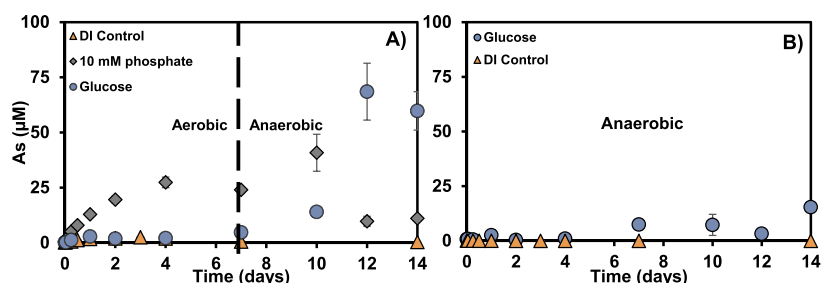 100
75
50
25
0
As (µM)
DI Control
10 mM phosphate
Glucose
A)
Aerobic
Anaerobic
0 2 4 6 8 10 12 14
Time (days)
100
75
50
25
0
Glucose
DI Control
B)
Anaerobic
0 2 4 6 8 10 12 14
Time (days)